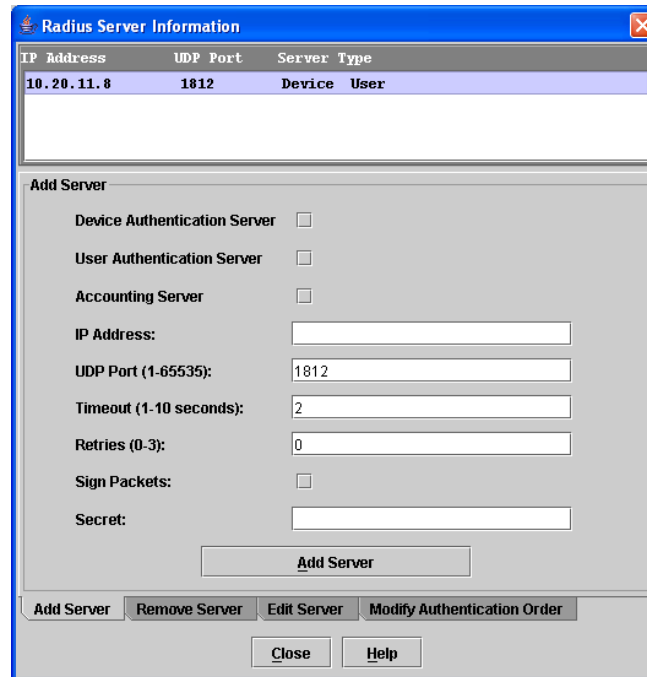 Radius Server Information
IP Address UDP Port Server Type
10.20.11.8 1812 Device User
Add Server
Device Authentication Server
User Authentication Server
Accounting Server
IP Address:
UDP Port (1-65535): 1812
Timeout (1-10 seconds): 2
Retries (0-3): 0
Sign Packets:
Secret:
Add Server
Add Server Remove Server Edit Server Modify Authentication Order
Close Help